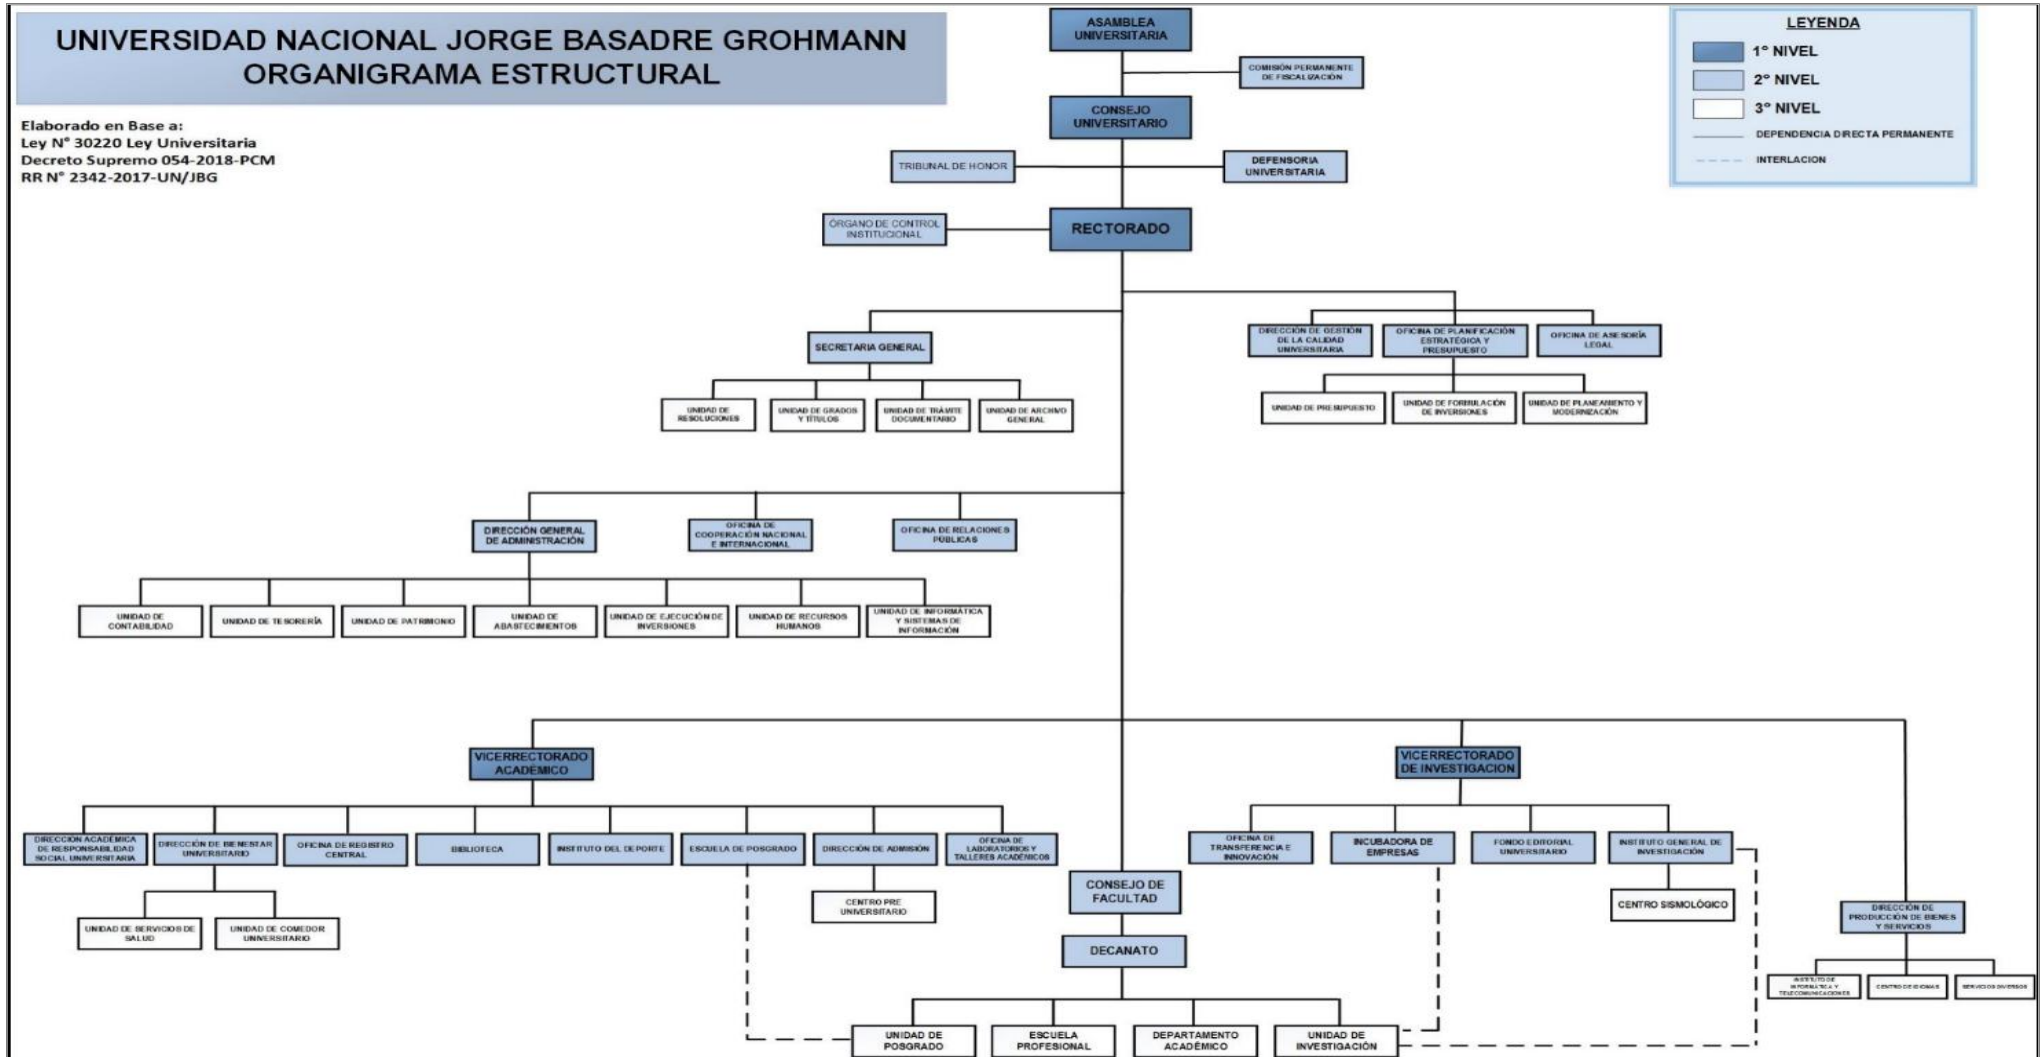 UNIVERSIDAD NACIONAL JORGE BASADRE GROHMANN
ORGANIGRAMA ESTRUCTURAL
Elaborado en Base a:
Ley N° 30220 Ley Universitaria
Decreto Supremo 054-2018-PCM
RR N° 2342-2017-UN/JBG
LEYENDA
1° NIVEL
2° NIVEL
3° NIVEL
DEPENDENCIA DIRECTA PERMANENTE
INTERLACION
ASAMBLEA
UNIVERSITARIA
COMISIÓN PERMANENTE
DE FISCALIZACIÓN
CONSEJO
UNIVERSITARIO
TRIBUNAL DE HONOR
DEFENSORIA
UNIVERSITARIA
ÓRGANO DE CONTROL
INSTITUCIONAL
RECTORADO
SECRETARIA GENERAL
UNIDAD DE
RESOLUCIONES
UNIDAD DE GRADOS
Y TÍTULOS
UNIDAD DE TRÁMITE
DOCUMENTARIO
UNIDAD DE ARCHIVO
GENERAL
DIRECCIÓN DE GESTIÓN
DE LA CALIDAD
UNIVERSITARIA
OFICINA DE PLANIFICACIÓN
ESTRATÉGICA Y
PRESUPUESTO
OFICINA DE ASESORÍA
LEGAL
UNIDAD DE PRESUPUESTO
UNIDAD DE FORMULACIÓN
DE INVERSIONES
UNIDAD DE PLANEAMIENTO Y
MODERNIZACIÓN
DIRECCIÓN GENERAL
DE ADMINISTRACIÓN
OFICINA DE
COOPERACIÓN NACIONAL
E INTERNACIONAL
OFICINA DE RELACIONES
PÚBLICAS
UNIDAD DE
CONTABILIDAD
UNIDAD DE TESORERÍA
UNIDAD DE PATRIMONIO
UNIDAD DE
ABASTECIMIENTOS
UNIDAD DE EJECUCIÓN DE
INVERSIONES
UNIDAD DE RECURSOS
HUMANOS
UNIDAD DE INFORMÁTICA
Y SISTEMAS DE
INFORMACIÓN
VICERRECTORADO
ACADÉMICO
DIRECCIÓN ACADÉMICA
DE RESPONSABILIDAD
SOCIAL UNIVERSITARIA
DIRECCIÓN DE BIENESTAR
UNIVERSITARIO
OFICINA DE REGISTRO
CENTRAL
BIBLIOTECA
INSTITUTO DEL DEPORTE
ESCUELA DE POSGRADO
DIRECCIÓN DE ADMISIÓN
OFICINA DE
LABORATORIOS Y
TALLERES ACADÉMICOS
UNIDAD DE SERVICIOS DE
SALUD
UNIDAD DE COMEDOR
UNIVERSITARIO
CENTRO PRE
UNIVERSITARIO
VICERRECTORADO
DE INVESTIGACION
OFICINA DE
TRANSFERENCIA E
INNOVACIÓN
INCUBADORA DE
EMPRESAS
FONDO EDITORIAL
UNIVERSITARIO
INSTITUTO GENERAL DE
INVESTIGACIÓN
CENTRO SISMOLÓGICO
CONSEJO DE
FACULTAD
DECANATO
UNIDAD DE
POSGRADO
ESCUELA
PROFESIONAL
DEPARTAMENTO
ACADÉMICO
UNIDAD DE
INVESTIGACIÓN
DIRECCIÓN DE
PRODUCCIÓN DE BIENES
Y SERVICIOS
INSTITUTO DE
INFORMÁTICA Y
TELECOMUNICACIONES
CENTRO DE IDIOMAS
SERVICIOS DIVERSOS